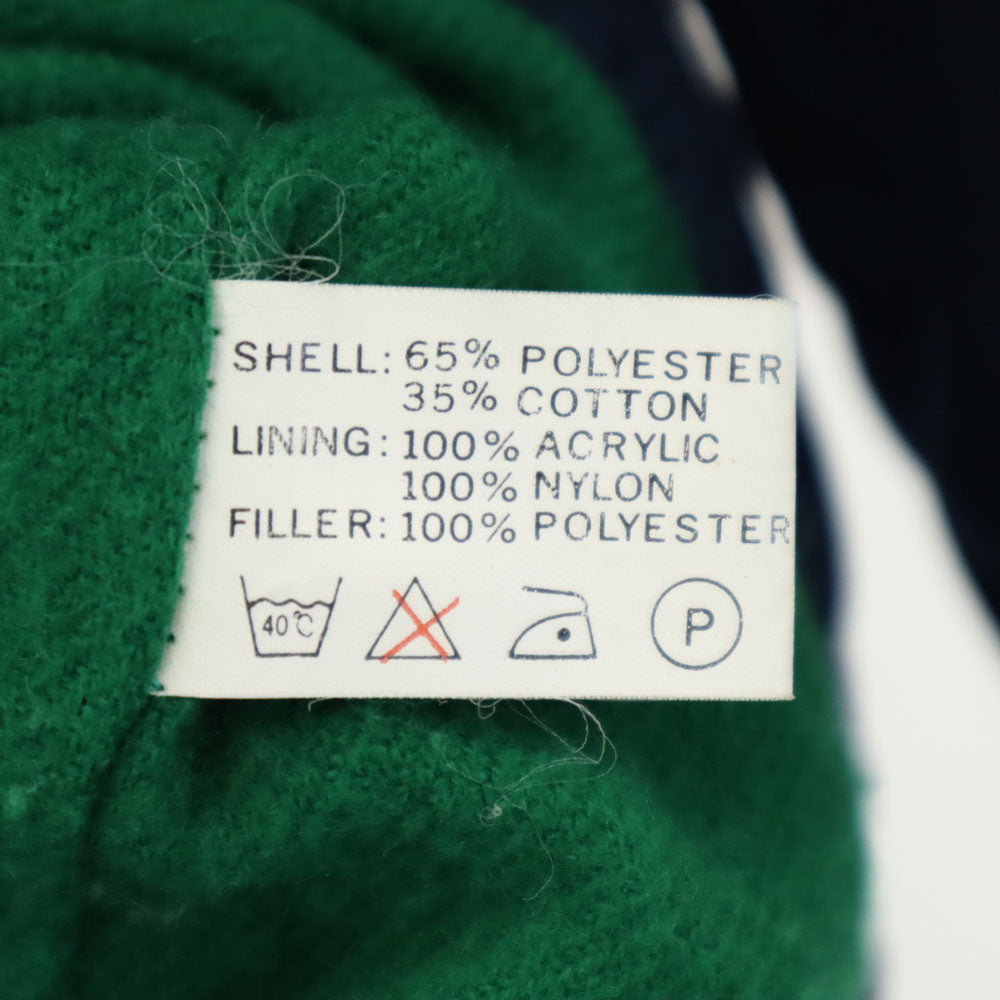 SHELL: 65% POLYESTER
35% COTTON
LINING: 100% ACRYLIC
100% NYLON
FILLER: 100% POLYESTER
40°C
P